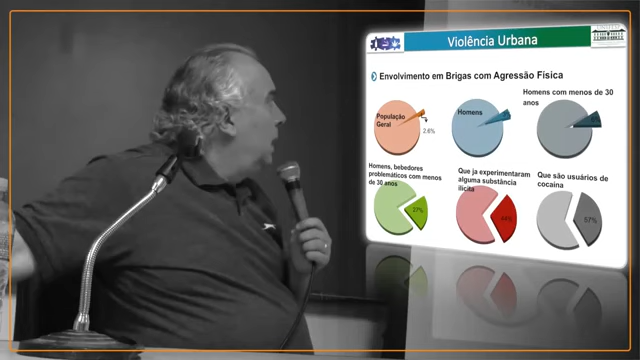 Violência Urbana
Envolvimento em Brigas com Agressão Física
População
Geral
2.6%
Homens
Homens com menos de 30
anos
Homens, bebedores
problemáticos com menos
de 30 anos
27%
Que ja experimentaram
alguma substância
ilícita
Que são usuários de
cocaína
57%